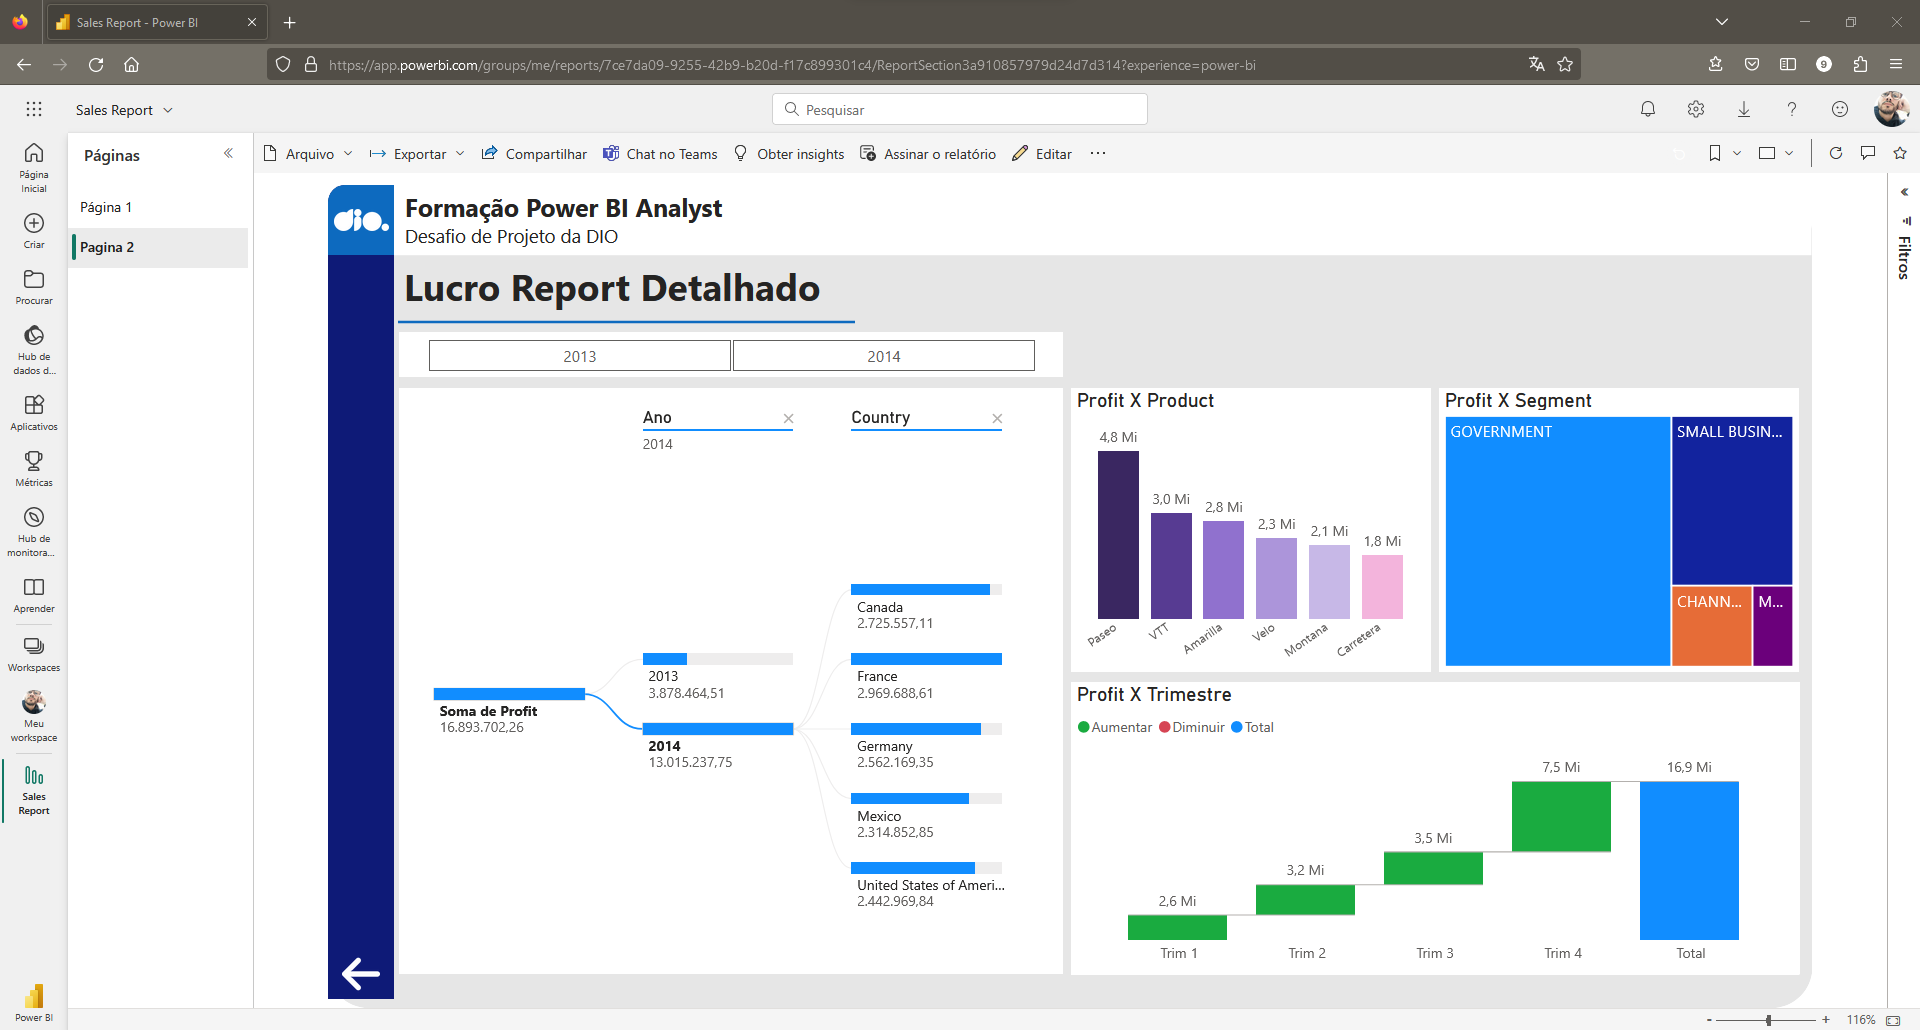 Sales Report - Power BI
https://app.powerbi.com/groups/me/reports/7ce7da09-9255-42b9-b20d-f17c899301c4/ReportSection3a910857979d24d7d314?experience=power-bi
9
Sales Report
Pesquisar
Página Inicial
Criar
Procurar
Hub de dados d...
Aplicativos
Métricas
Hub de monitora...
Aprender
Workspaces
Meu workspace
Sales Report
Power BI
Páginas
Página 1
Pagina 2
Arquivo
Exportar
Compartilhar
Chat no Teams
Obter insights
Assinar o relatório
Editar
Filtros
dio.
Formação Power BI Analyst
Desafio de Projeto da DIO
Lucro Report Detalhado
2013
2014
Ano
Country
2014
Soma de Profit
16.893.702,26
2013
3.878.464,51
2014
13.015.237,75
Canada
2.725.557,11
France
2.969.688,61
Germany
2.562.169,35
Mexico
2.314.852,85
United States of Ameri...
2.442.969,84
Profit X Product
4,8 Mi
3,0 Mi
2,8 Mi
2,3 Mi
2,1 Mi
1,8 Mi
Paseo
VTT
Amarilla
Velo
Montana
Carretera
Profit X Segment
GOVERNMENT
SMALL BUSIN...
CHANN...
M...
Profit X Trimestre
Aumentar Diminuir Total
2,6 Mi
3,2 Mi
3,5 Mi
7,5 Mi
16,9 Mi
Trim 1
Trim 2
Trim 3
Trim 4
Total
- + 116%